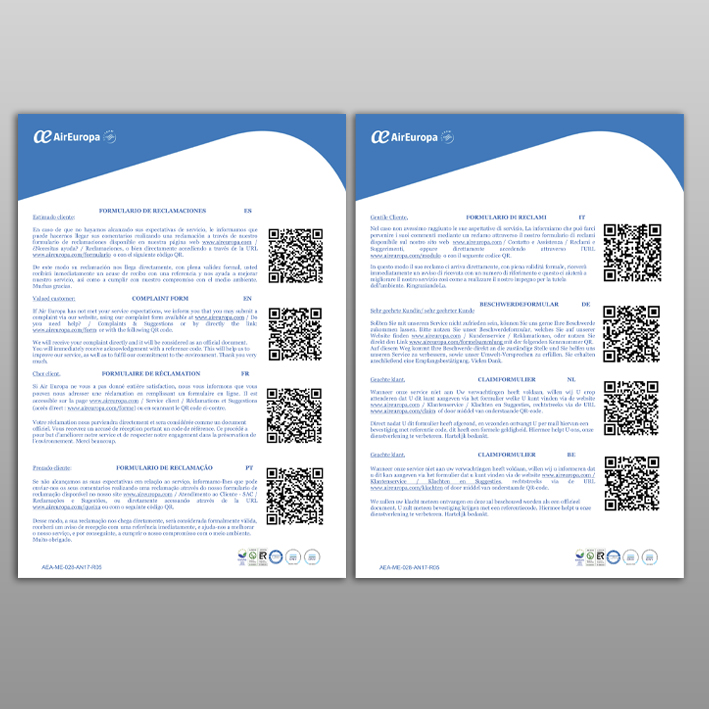 AirEuropa
FORMULARIO DE RECLAMACIONES ES
Estimado cliente:
En caso de que no hayamos alcanzado sus expectativas de servicio, le informamos que
puede hacernos llegar sus comentarios realizando una reclamación a través de nuestro
formulario de reclamaciones disponible en nuestra página web www.aireuropa.com /
¿Necesitas ayuda? / Reclamaciones, o bien directamente accediendo a través de la URL
www.aireuropa.com/formulario o con el siguiente código QR.
De este modo su reclamación nos llega directamente, con plena validez formal, usted
recibirá inmediatamente un acuse de recibo con una referencia y nos ayuda a mejorar
nuestro servicio, así como a cumplir con nuestro compromiso con el medio ambiente.
Muchas gracias.
Valued customer: COMPLAINT FORM EN
If Air Europa has not met your service expectations, we inform you that you may submit a
complaint via our website, using our complaint form available at www.aireuropa.com / Do
you need help? / Complaints & Suggestions or by directly the link:
www.aireuropa.com/form or with the following QR code.
We will receive your complaint directly and it will be considered as an official document.
You will immediately receive acknowledgement with a reference code. This will help us to
improve our service, as well as to fulfil our commitment to the environment. Thank you very
much.
Cher client, FORMULAIRE DE RÉCLAMATION FR
Si Air Europa ne vous a pas donné entière satisfaction, nous vous informons que vous
pouvez nous adresser une réclamation en remplissant un formulaire en ligne. Il est
accessible sur la page www.aireuropa.com / Service client / Réclamations et Suggestions
(accès direct : www.aireuropa.com/forme) ou en scannant le QR code ci-contre.
Votre réclamation nous parviendra directement et sera considérée comme un document
officiel. Vous recevrez un accusé de réception portant un code de référence. Ce procédé a
pour but d'améliorer notre service et de respecter notre engagement dans la préservation de
l'environnement. Merci beaucoup.
Prezado cliente: FORMULÁRIO DE RECLAMAÇÃO PT
Se não alcançamos as suas expectativas em relação ao serviço, informamo-lhes que pode
enviar-nos os seus comentários realizando uma reclamação através do nosso formulário de
reclamação disponível no nosso site www.aireuropa.com / Atendimento ao Cliente - SAC /
Reclamações e Sugestões, ou diretamente acessando através da URL
www.aireuropa.com/queixa ou com o seguinte código QR.
Desse modo, a sua reclamação nos chega diretamente, será considerada formalmente válida,
receberá um aviso de recepção com uma referência imediatamente, e ajuda-nos a melhorar
o nosso serviço, e por conseguinte, a cumprir o nosso compromisso com o meio ambiente.
Muito obrigado.
AEA-ME-028-AN17-R05
AirEuropa
Gentile Cliente, FORMULARIO DI RECLAMI IT
Nel caso non avessimo raggiunto le sue aspettative di servizio, La informiamo che può farci
pervenire i suoi commenti mediante un reclamo attraverso il nostro formulario di reclami
disponibile sul nostro sito web www.aireuropa.com / Contatto e Assistenza / Reclami e
Suggerimenti, oppure direttamente accedendo attraverso l'URL
www.aireuropa.com/modulo o con il seguente codice QR.
In questo modo il suo reclamo ci arriva direttamente, con piena validità formale, riceverà
immediatamente un avviso di ricevuta con un numero di riferimento e questo ci aiuterà a
migliorare il nostro servizio così come a realizzare il nostro impegno per la tutela
dell'ambiente. RingraziandoLa.
BESCHWERDEFORMULAR DE
Sehr geehrte Kundin/ sehr geehrter Kunde
Sollten Sie mit unserem Service nicht zufrieden sein, können Sie uns gerne Ihre Beschwerde
zukommen lassen. Bitte nutzen Sie unser Beschwerdeformular, welches Sie auf unserer
Website finden www.aireuropa.com / Kundenservice / Reklamationen, oder nutzen Sie
direkt den Link www.aireuropa.com/formelsammlung mit der folgenden Kennnummer QR.
Auf diesem Weg kommt Ihre Beschwerde direkt an die zuständige Stelle und Sie helfen uns
unseren Service zu verbessern, sowie unser Umwelt-Versprechen zu erfüllen. Sie erhalten
anschließend eine Eingangsbestätigung. Vielen Dank.
Geachte klant, CLAIMFORMULIER NL
Wanneer onze service niet aan Uw verwachtingen heeft voldaan, willen wij U erop
attenderen dat U dit kunt aangeven via het formulier welke U kunt vinden via de website
www.aireuropa.com / Klantenservice / Klachten en Suggesties, rechtstreeks via de URL
www.aireuropa.com/claim of door middel van onderstaande QR-code.
Direct nadat U dit formulier heeft afgerond, en verzonden ontvangt U per mail hiervan een
bevestiging met referentie code, dit heeft een formele geldigheid. Hiermee helpt U ons, onze
dienstverlening te verbeteren. Hartelijk bedankt.
Geachte klant, CLAIMFORMULIER BE
Wanneer onze service niet aan uw verwachtingen heeft voldaan, willen wij u informeren dat
u dit kan aangeven via het formulier dat u kunt vinden via de website www.aireuropa.com /
Klantenservice / Klachten en Suggesties, rechtstreeks via de URL
www.aireuropa.com/klachten of door middel van onderstaande QR-code.
We zullen uw klacht meteen ontvangen en deze zal beschouwd worden als een officieel
document. U zult meteen bevestiging krijgen met een referentiecode. Hiermee helpt u onze
dienstverlening te verbeteren. Hartelijk bedankt.
AEA-ME-028-AN17-R05